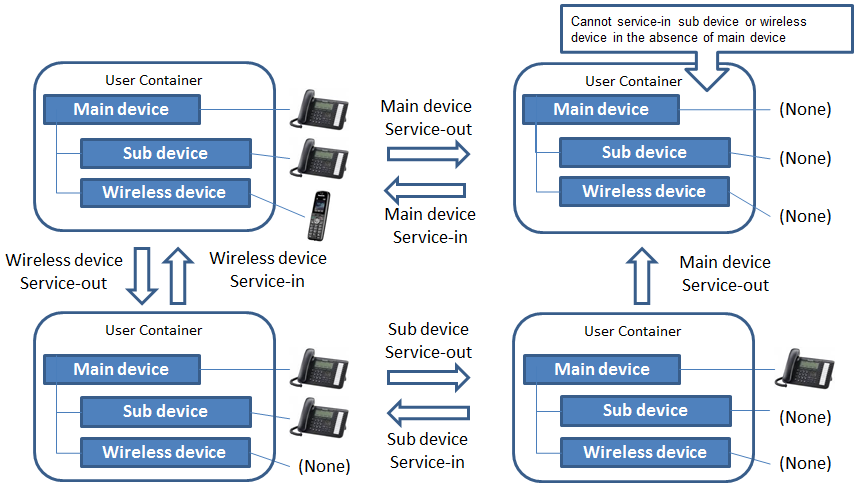 Cannot service-in sub device or wireless
device in the absence of main device
User Container
Main device
Sub device
Wireless device
Main device
Service-out
Main device
Service-in
User Container
Main device
(None)
Sub device
(None)
Wireless device
(None)
Wireless device
Service-out
Wireless device
Service-in
Main device
Service-out
User Container
Main device
Sub device
Wireless device
(None)
Sub device
Service-out
Sub device
Service-in
User Container
Main device
Sub device
(None)
Wireless device
(None)